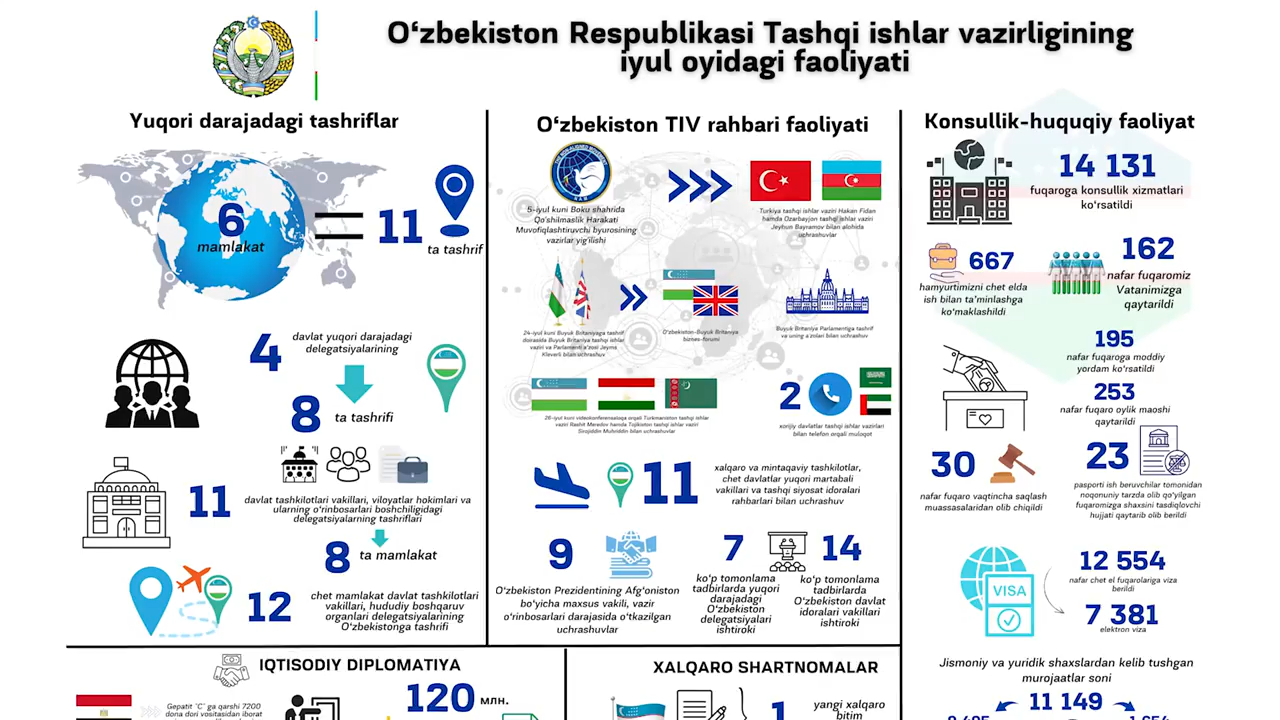 O‘zbekiston Respublikasi Tashqi ishlar vazirligining
iyul oyidagi faoliyati
Yuqori darajadagi tashriflar
6
mamlakat
11
ta tashrif
4
davlat yuqori darajadagi
delegatsiyalarining
8
ta tashrifi
11
davlat tashkilotlari vakillari, viloyatlar hokimlari va
ularning o‘rinbosarlari boshchiligidagi
delegatsiyalarning tashriflari
8
ta mamlakat
12
chet mamlakat davlat tashkilotlari
vakillari, hududiy boshqaruv
organlari delegatsiyalarining
O‘zbekistonga tashrifi
O‘zbekiston TIV rahbari faoliyati
5-iyul kuni Boku shahrida
Qo‘shilmaslik Harakati
Muvofiqlashtiruvchi byurosining
vazirlar yig‘ilishi
Turkiya tashqi ishlar vaziri Hakan Fidan
hamda Ozarbayjon tashqi ishlar vaziri
Jeyhun Bayramov bilan alohida
uchrashuvlar
24-iyul kuni Buyuk Britaniyaga tashrif
doirasida Buyuk Britaniya tashqi ishlar
vaziri va Parlamenti a’zosi Jeyms
Kleverli bilan uchrashuv
O‘zbekiston-Buyuk Britaniya
biznes-forumi
Buyuk Britaniya Parlamentiga tashrif
va uning a’zolari bilan uchrashuv
26-iyul kuni videokonferensaloqa orqali Turkmaniston tashqi ishlar
vaziri Rashit Meredov hamda Tojikiston tashqi ishlar vaziri
Sirojiddin Muhriddin bilan uchrashuvlar
2
xorijiy davlatlar tashqi ishlar vazirlari
bilan telefon orqali muloqot
11
xalqaro va mintaqaviy tashkilotlar,
chet davlatlar yuqori martabali
vakillari va tashqi siyosat idoralari
rahbarlari bilan uchrashuv
9
O‘zbekiston Prezidentining Afg‘oniston
bo‘yicha maxsus vakili, vazir
o‘rinbosarlari darajasida o‘tkazilgan
uchrashuvlar
7
ko‘p tomonlama
tadbirlarda yuqori
darajadagi
O‘zbekiston
delegatsiyalari
ishtiroki
14
ko‘p tomonlama
tadbirlarda
O‘zbekiston davlat
idoralari vakillari
ishtiroki
Konsullik-huquqiy faoliyat
14 131
fuqaroga konsullik xizmatlari
ko‘rsatildi
667
hamyurtimizni chet elda
ish bilan ta’minlashga
ko‘maklashildi
162
nafar fuqaromiz
Vatanimizga
qaytarildi
195
nafar fuqaroga moddiy
yordam ko‘rsatildi
253
nafar fuqaro oylik maoshi
qaytarildi
30
nafar fuqaro vaqtincha saqlash
muassasalaridan olib chiqildi
23
pasporti ish beruvchilar tomonidan
noqonuniy tarzda olib qo‘yilgan
fuqaromizga shaxsini tasdiqlovchi
hujjati qaytarib olib berildi
VISA
12 554
nafar chet el fuqarolariga viza
berildi
7 381
elektron viza
Jismoniy va yuridik shaxslardan kelib tushgan
murojaatlar soni
11 149
IQTISODIY DIPLOMATIYA
Gepatit "C" ga qarshi 7200
dona dori vositasidan iborat
120 млн.
XALQARO SHARTNOMALAR
1
yangi xalqaro
bitim